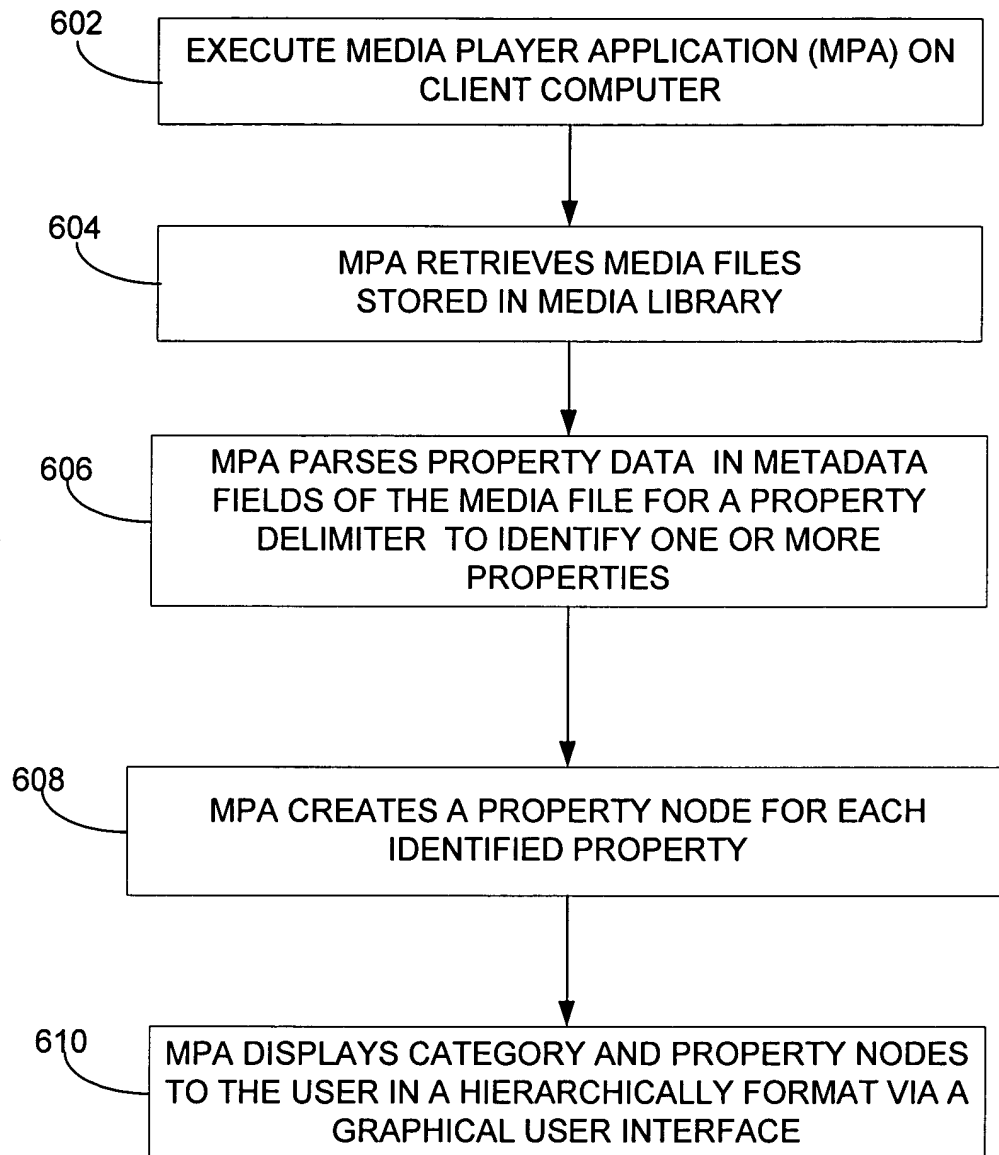 602
EXECUTE MEDIA PLAYER APPLICATION (MPA) ON
CLIENT COMPUTER
604
MPA RETRIEVES MEDIA FILES
STORED IN MEDIA LIBRARY
606
MPA PARSES PROPERTY DATA IN METADATA
FIELDS OF THE MEDIA FILE FOR A PROPERTY
DELIMITER TO IDENTIFY ONE OR MORE
PROPERTIES
608
MPA CREATES A PROPERTY NODE FOR EACH
IDENTIFIED PROPERTY
610
MPA DISPLAYS CATEGORY AND PROPERTY NODES
TO THE USER IN A HIERARCHICALLY FORMAT VIA A
GRAPHICAL USER INTERFACE